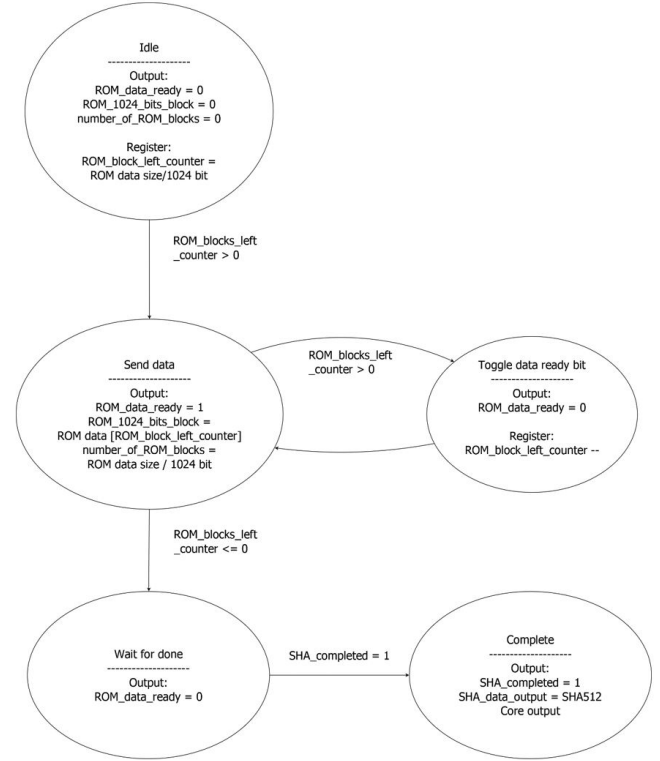 Idle
--------------------
Output:
ROM_data_ready = 0
ROM_1024_bits_block = 0
number_of_ROM_blocks = 0
Register:
ROM_block_left_counter =
ROM data size/1024 bit
ROM_blocks_left
_counter > 0
Send data
--------------------
Output:
ROM_data_ready = 1
ROM_1024_bits_block =
ROM data [ROM_block_left_counter]
number_of_ROM_blocks =
ROM data size / 1024 bit
ROM_blocks_left
_counter > 0
Toggle data ready bit
--------------------
Output:
ROM_data_ready = 0
Register:
ROM_block_left_counter --
ROM_blocks_left
_counter <= 0
Wait for done
--------------------
Output:
ROM_data_ready = 0
SHA_completed = 1
Complete
--------------------
Output:
SHA_completed = 1
SHA_data_output = SHA512
Core output